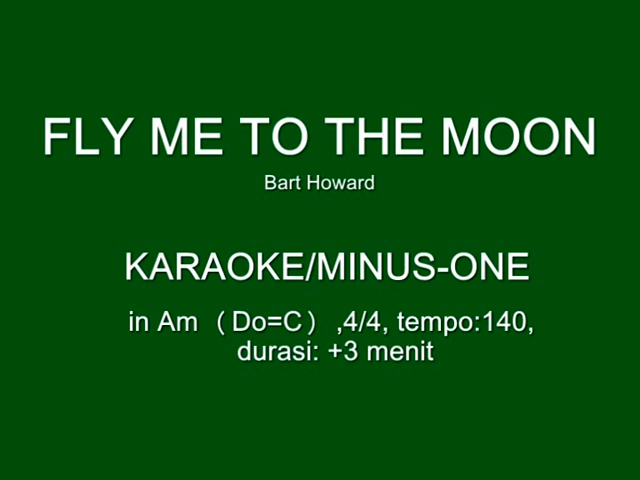 FLY ME TO THE MOON
Bart Howard
KARAOKE/MINUS-ONE
in Am （Do=C） ,4/4, tempo:140,
durasi: +3 menit